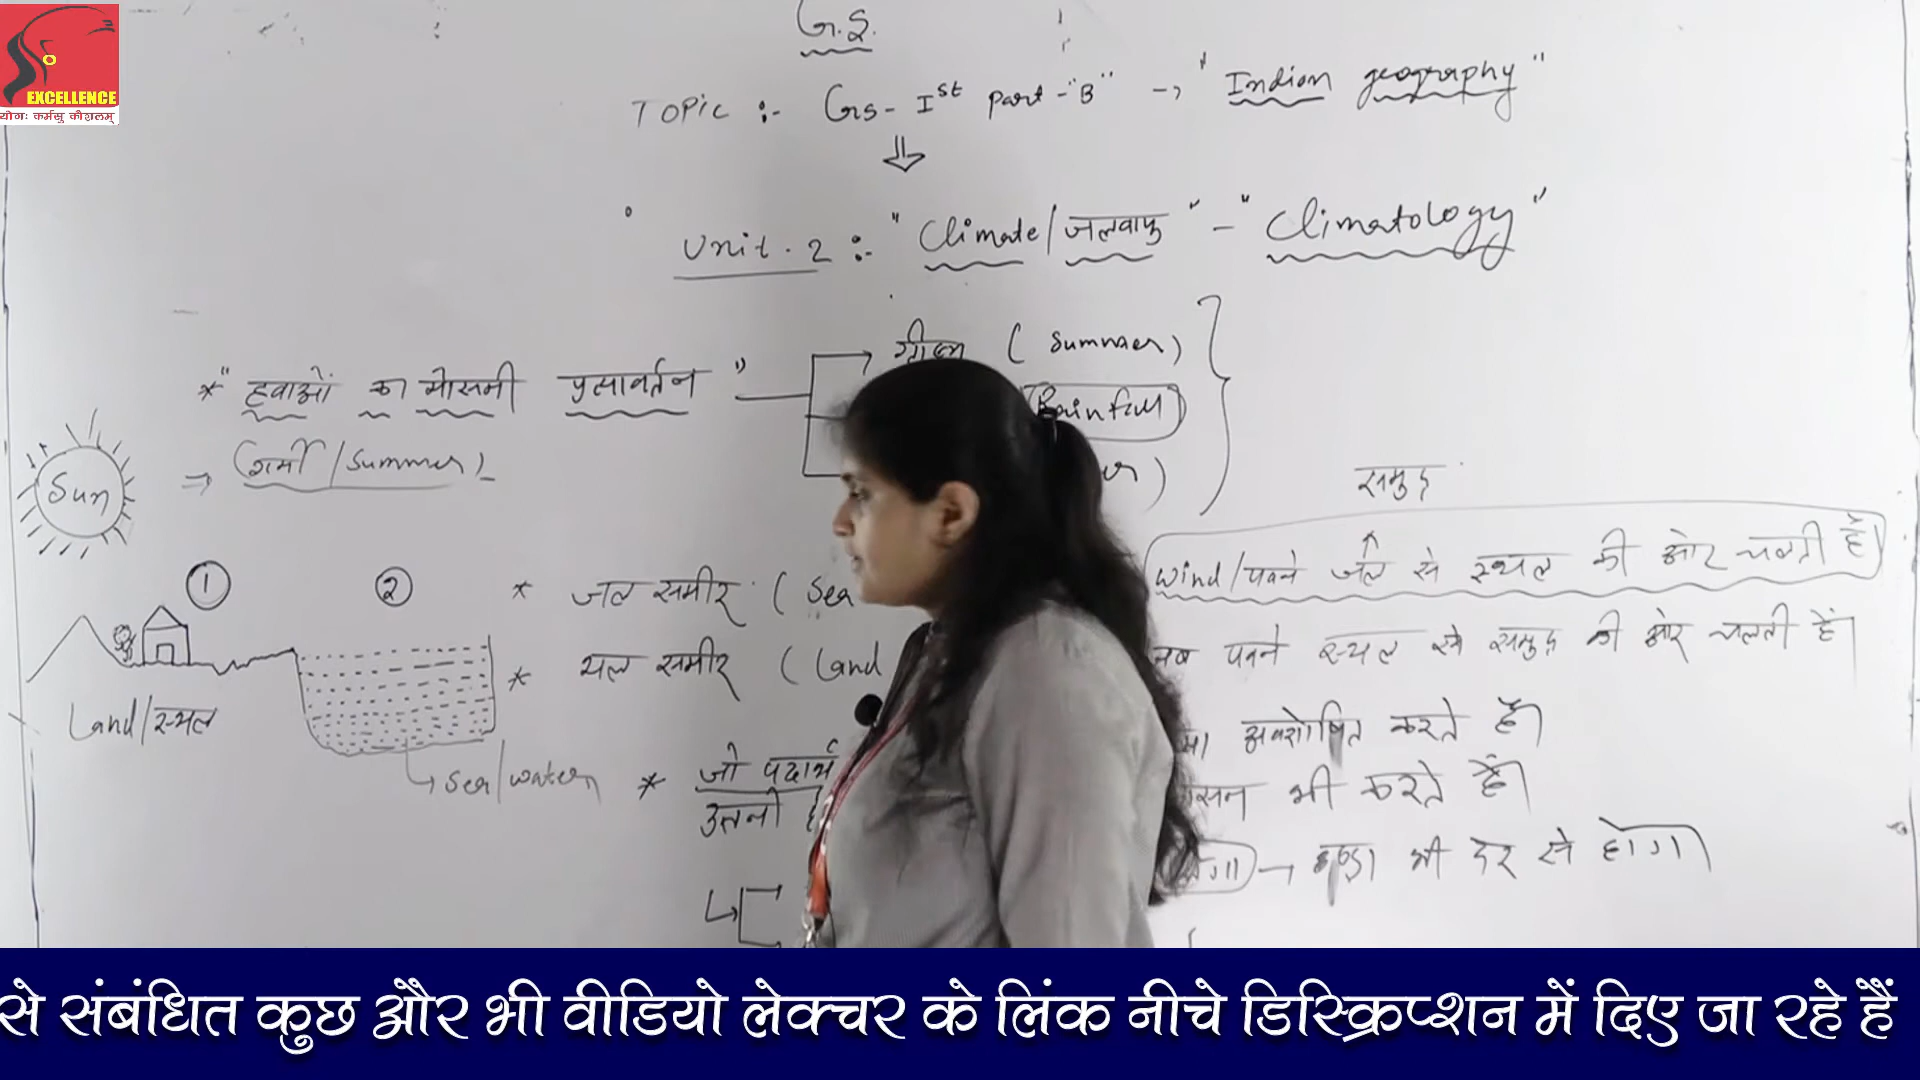 EXCELLENCE
योगः कर्मसु कौशलम्
G.S.
TOPIC :- GS- Ist part-"B" → "Indian geography"
Unit-2 :- "Climate/जलवायु" - "Climatology"
ग्रीष्म (Summer)
* "हवाओं का मौसमी प्रत्यावर्तन"
(Rainfall)
Sun
⇒ (गर्मी/Summer)
समुद्र
1
2
* जल समीर (Sea
wind/पवने जल से स्थल की ओर चलती है।
* थल समीर (Land
जब पवने स्थल से समुद्र की ओर चलती हैं।
Land/स्थल
Sea/water
* जो पदार्थ
अवशोषित करते हैं।
उतनी ही
भी करते हैं।
→ ठण्डा भी देर से होगा
से संबंधित कुछ और भी वीडियो लेक्चर के लिंक नीचे डिस्क्रिप्शन में दिए जा रहे हैं